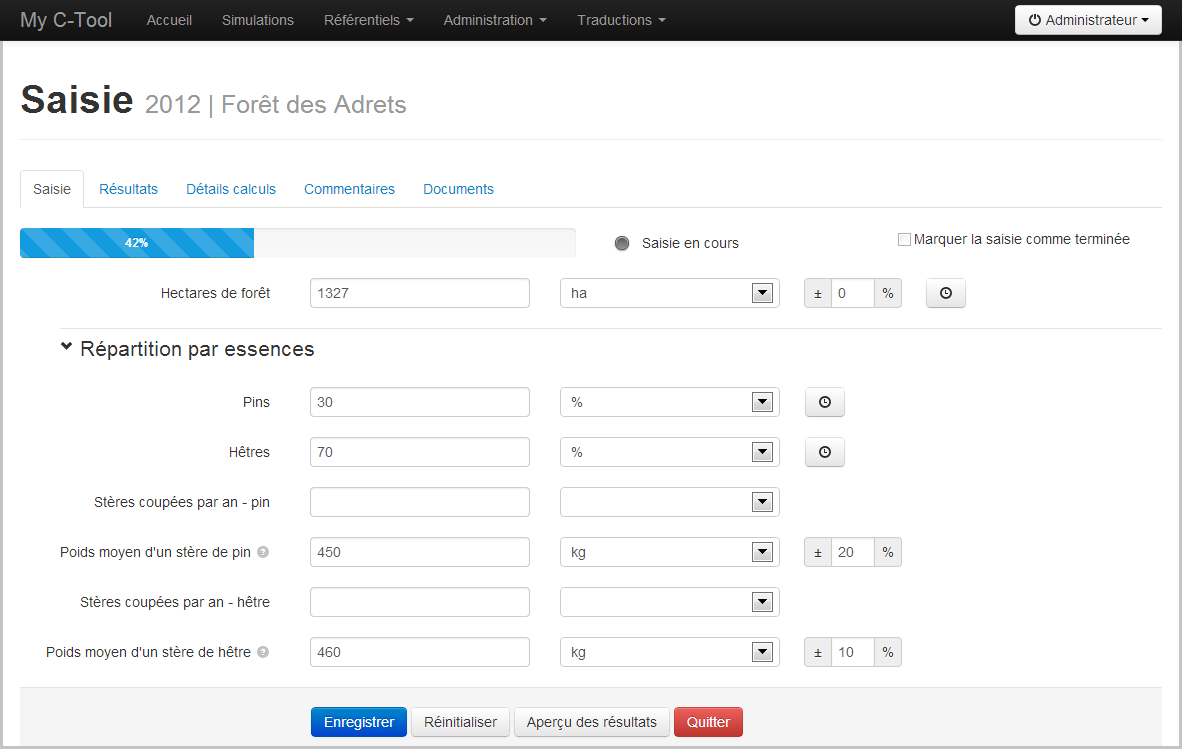 My C-Tool Accueil Simulations Référentiels Administration Traductions Administrateur
Saisie 2012 | Forêt des Adrets
Saisie Résultats Détails calculs Commentaires Documents
42% Saisie en cours Marquer la saisie comme terminée
Hectares de forêt 1327 ha ± 0 %
Répartition par essences
Pins 30 %
Hêtres 70 %
Stères coupées par an - pin
Poids moyen d'un stère de pin ? 450 kg ± 20 %
Stères coupées par an - hêtre
Poids moyen d'un stère de hêtre ? 460 kg ± 10 %
Enregistrer Réinitialiser Aperçu des résultats Quitter